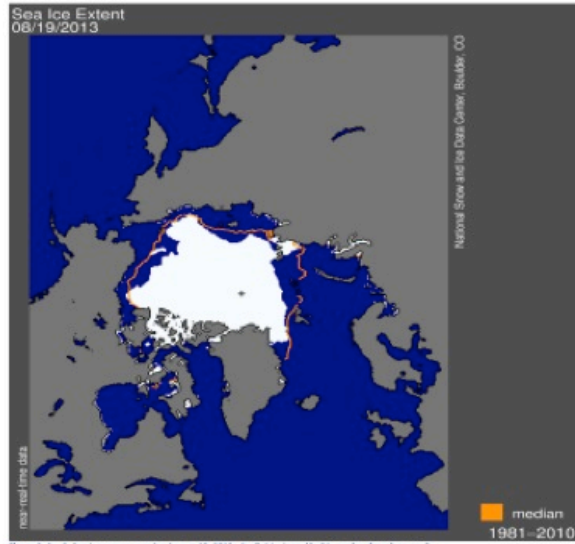 Sea Ice Extent
08/19/2013
National Snow and Ice Data Center, Boulder, CO
near-real-time data
median
1981–2010